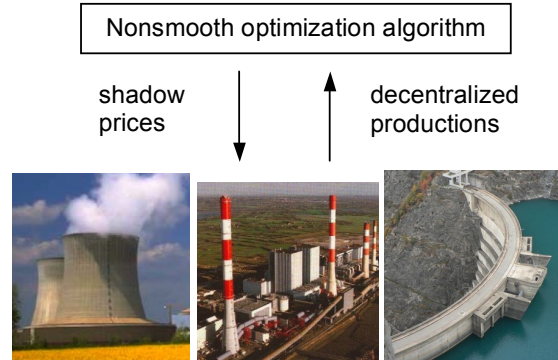 Nonsmooth optimization algorithm
shadow
prices
decentralized
productions